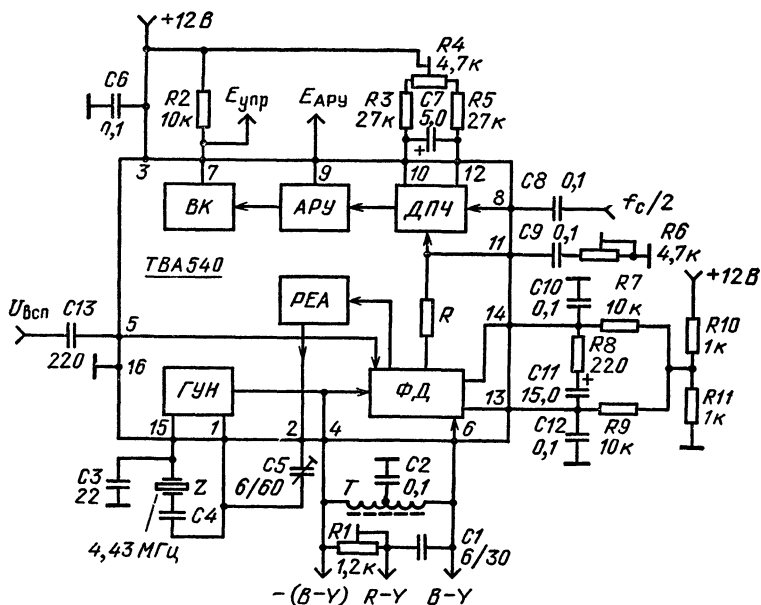 +12В
R4
4,7к
C6
0,1
R2
10к
Eупр
EАРУ
R3
27к
C7
5,0
+
R5
27к
3
7
9
10
12
8
C8
0,1
fc/2
ВК
АРУ
ДПЧ
11
C9
0,1
R6
4,7к
TBA540
+12В
Uвсп
C13
220
5
РЕА
R
14
C10
0,1
R7
10к
R10
1к
R8
220
16
ГУН
ФД
C11
15,0
+
13
R11
1к
15
1
2
4
6
C12
0,1
R9
10к
C3
22
Z
C4
C5
6/60
T
C2
0,1
4,43 МГц
R1
1,2к
C1
6/30
-(B-Y)
R-Y
B-Y